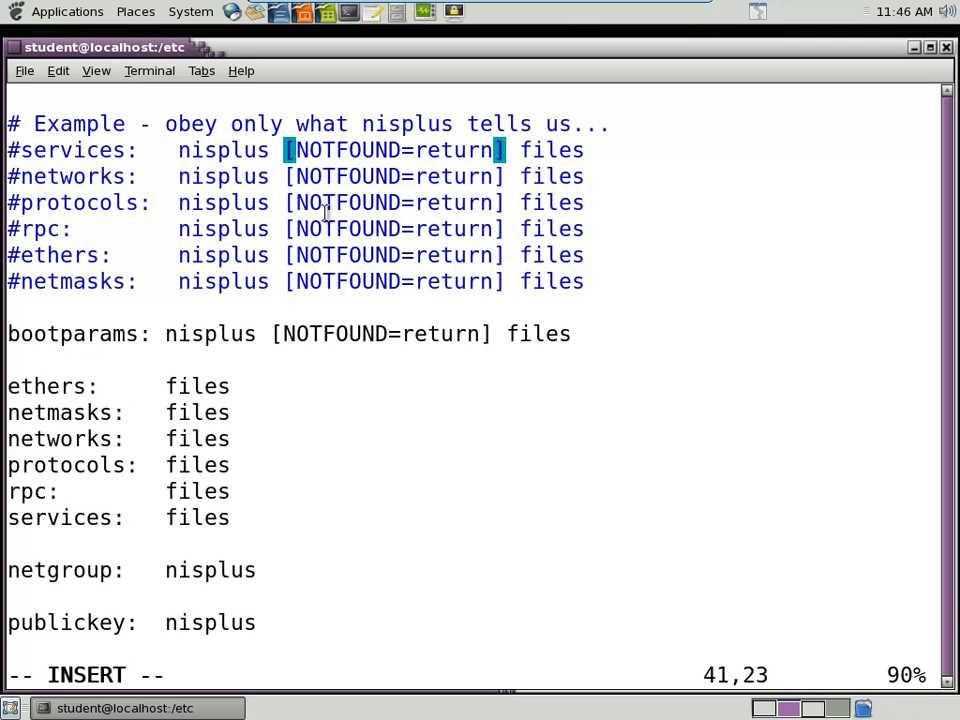 Applications Places System 11:46 AM
student@localhost:/etc
File Edit View Terminal Tabs Help
# Example - obey only what nisplus tells us...
#services:   nisplus [NOTFOUND=return] files
#networks:   nisplus [NOTFOUND=return] files
#protocols:  nisplus [NOTFOUND=return] files
#rpc:        nisplus [NOTFOUND=return] files
#ethers:     nisplus [NOTFOUND=return] files
#netmasks:   nisplus [NOTFOUND=return] files
bootparams: nisplus [NOTFOUND=return] files
ethers:     files
netmasks:   files
networks:   files
protocols:  files
rpc:        files
services:   files
netgroup:   nisplus
publickey:  nisplus
-- INSERT -- 41,23 90%
student@localhost:/etc